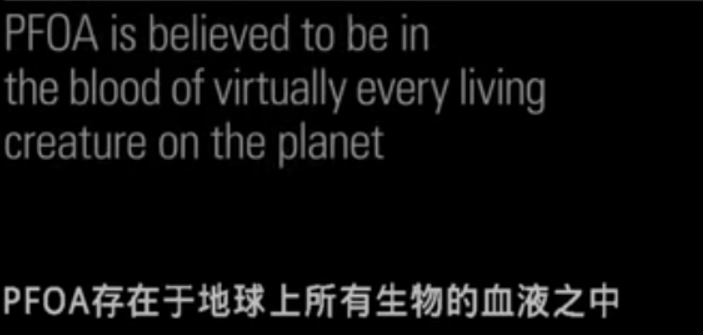 PFOA is believed to be in
the blood of virtually every living
creature on the planet
PFOA存在于地球上所有生物的血液之中